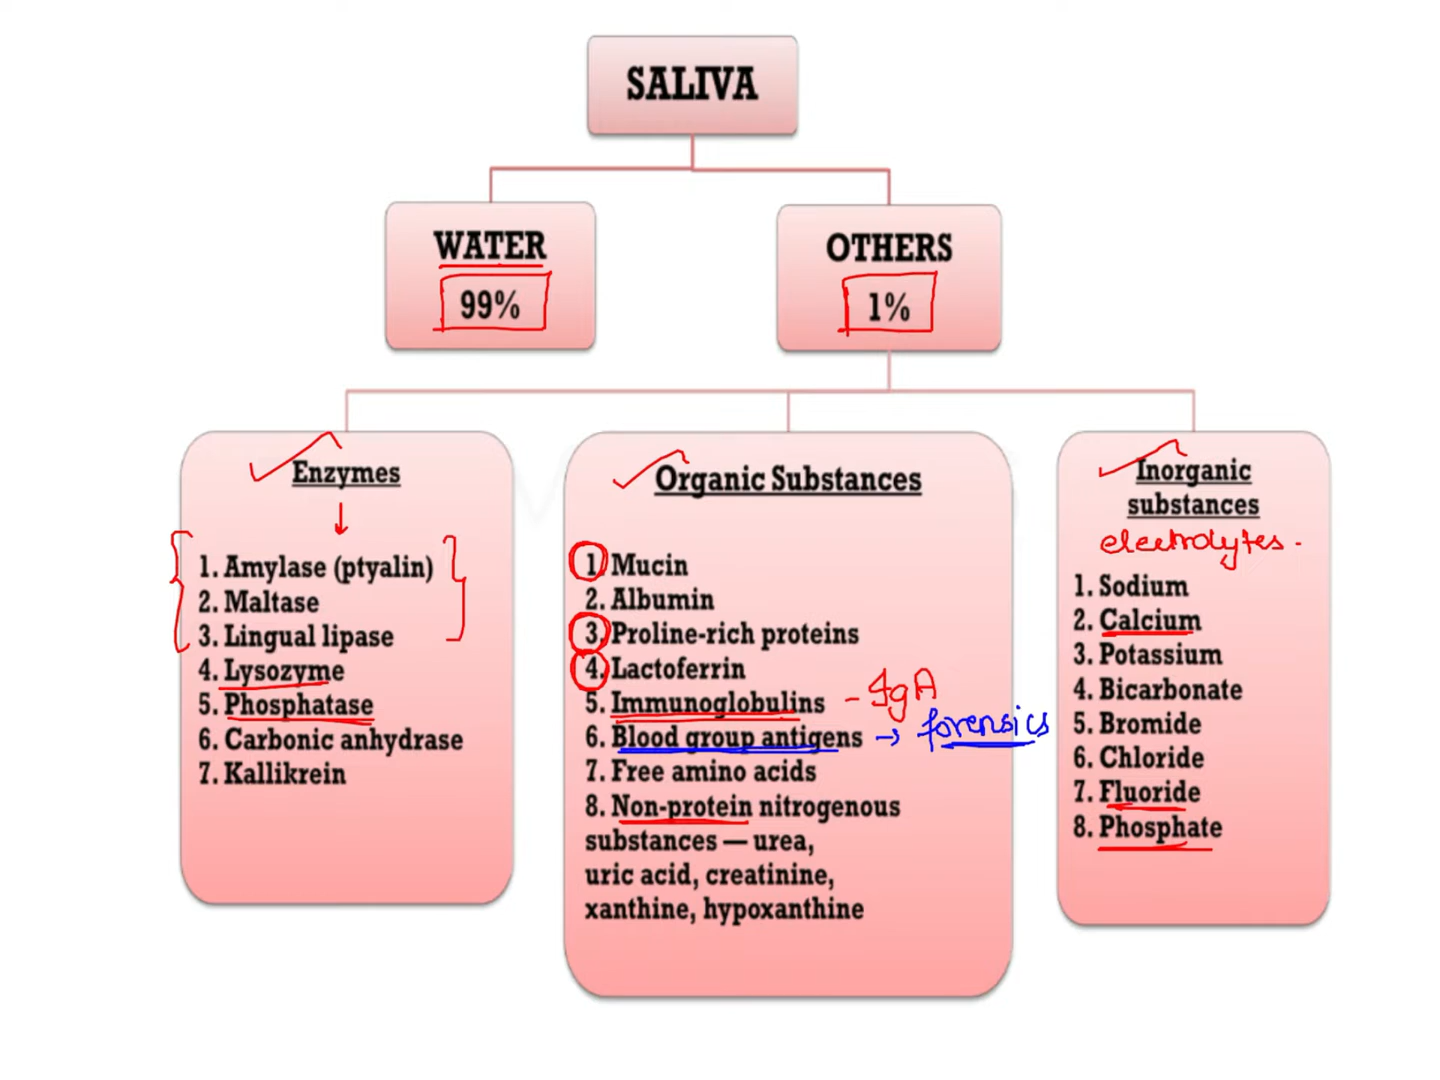 SALIVA
WATER
99%
OTHERS
1%
Enzymes
1. Amylase (ptyalin)
2. Maltase
3. Lingual lipase
4. Lysozyme
5. Phosphatase
6. Carbonic anhydrase
7. Kallikrein
Organic Substances
1. Mucin
2. Albumin
3. Proline-rich proteins
4. Lactoferrin
5. Immunoglobulins - IgA
6. Blood group antigens → forensics
7. Free amino acids
8. Non-protein nitrogenous
substances — urea,
uric acid, creatinine,
xanthine, hypoxanthine
Inorganic
substances
electrolytes.
1. Sodium
2. Calcium
3. Potassium
4. Bicarbonate
5. Bromide
6. Chloride
7. Fluoride
8. Phosphate